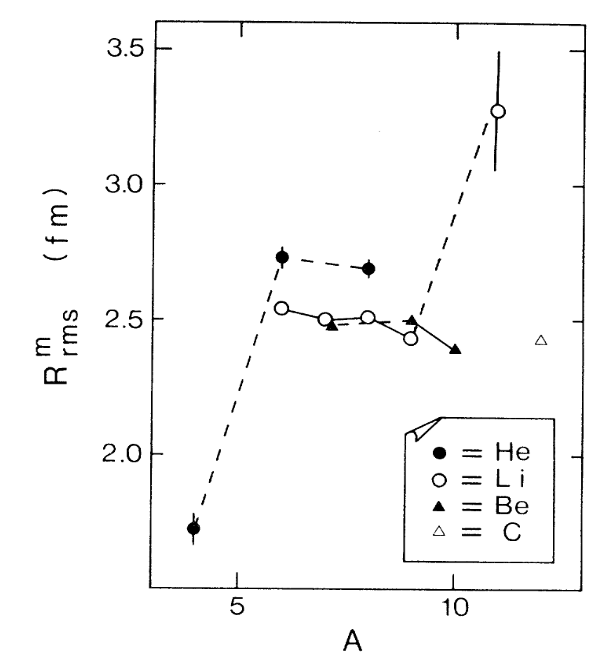 3.5
3.0
2.5
2.0
R^m_rms (fm)
5 10
A
● = He
○ = Li
▲ = Be
△ = C